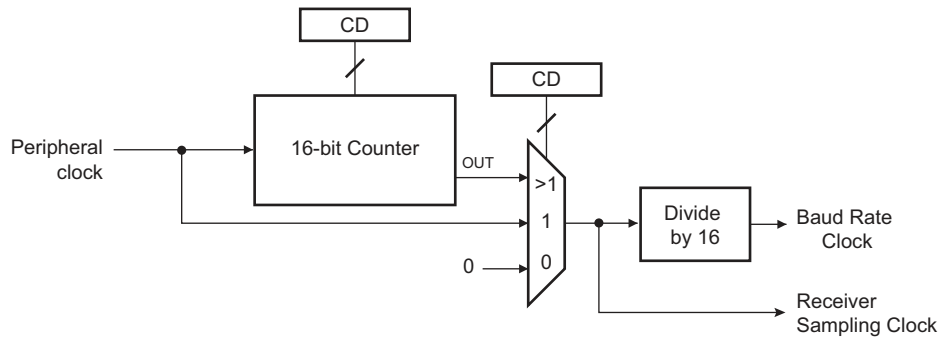 CD
CD
Peripheral
clock
16-bit Counter
OUT
>1
1
0
0
Divide
by 16
Baud Rate
Clock
Receiver
Sampling Clock